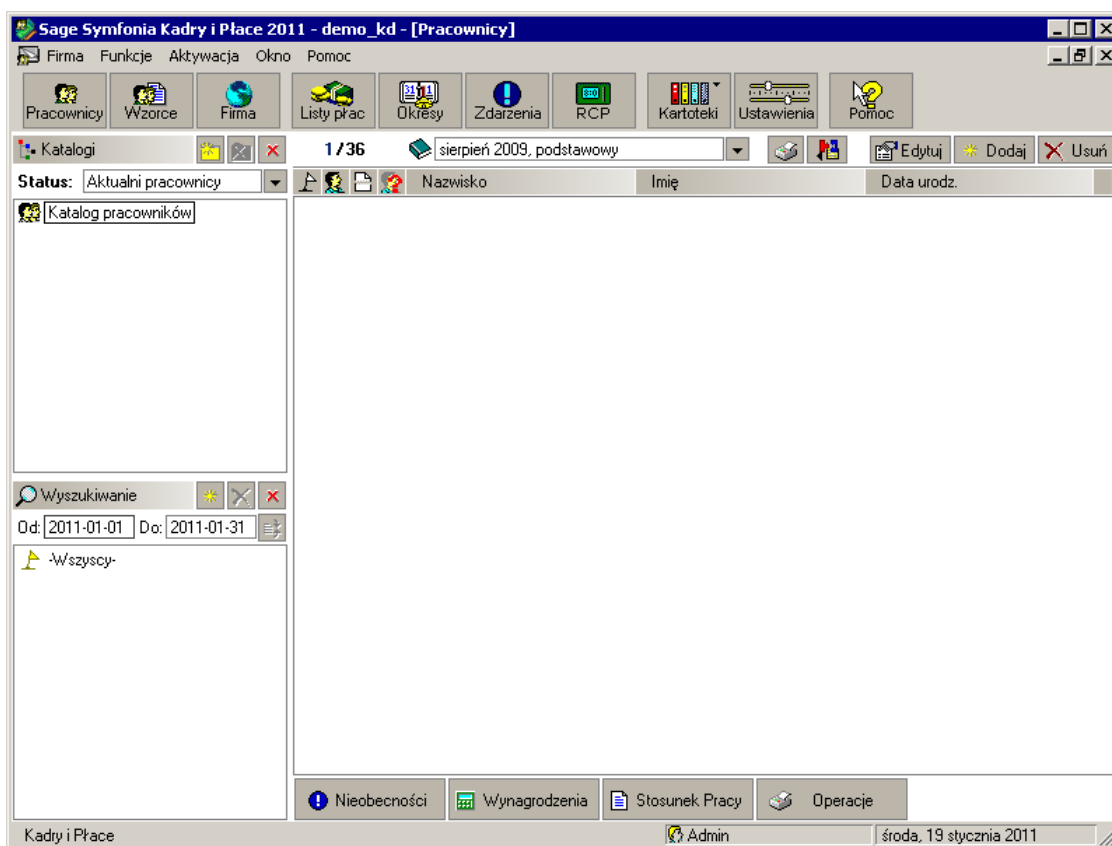 Sage Symfonia Kadry i Płace 2011 - demo_kd - [Pracownicy]
Firma Funkcje Aktywacja Okno Pomoc
Pracownicy Wzorce Firma Listy płac Okresy Zdarzenia RCP Kartoteki Ustawienia Pomoc
Katalogi 1/36 sierpień 2009, podstawowy Edytuj Dodaj Usuń
Status: Aktualni pracownicy Nazwisko Imię Data urodz.
Katalog pracowników
Wyszukiwanie
Od: 2011-01-01 Do: 2011-01-31
-Wszyscy-
Nieobecności Wynagrodzenia Stosunek Pracy Operacje
Kadry i Płace Admin środa, 19 stycznia 2011